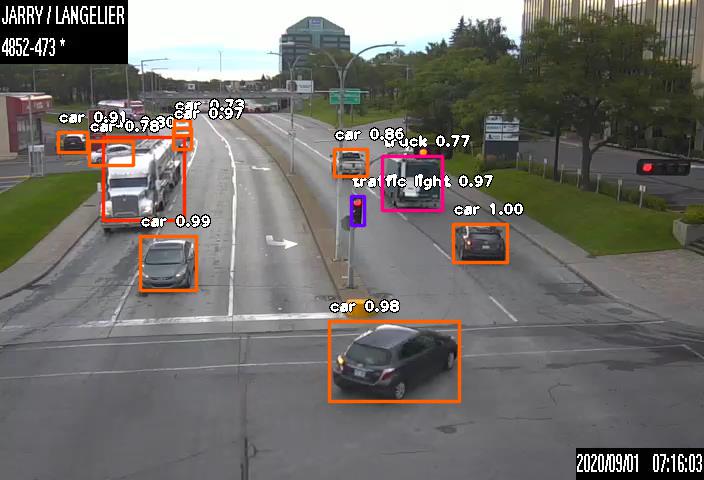 JARRY / LANGELIER
4852-473 *
car 0.73
car 0.91
car 0.97
car 0.78
car 0.86
truck 0.77
traffic light 0.97
car 1.00
car 0.99
car 0.98
2020/09/01 07:16:03